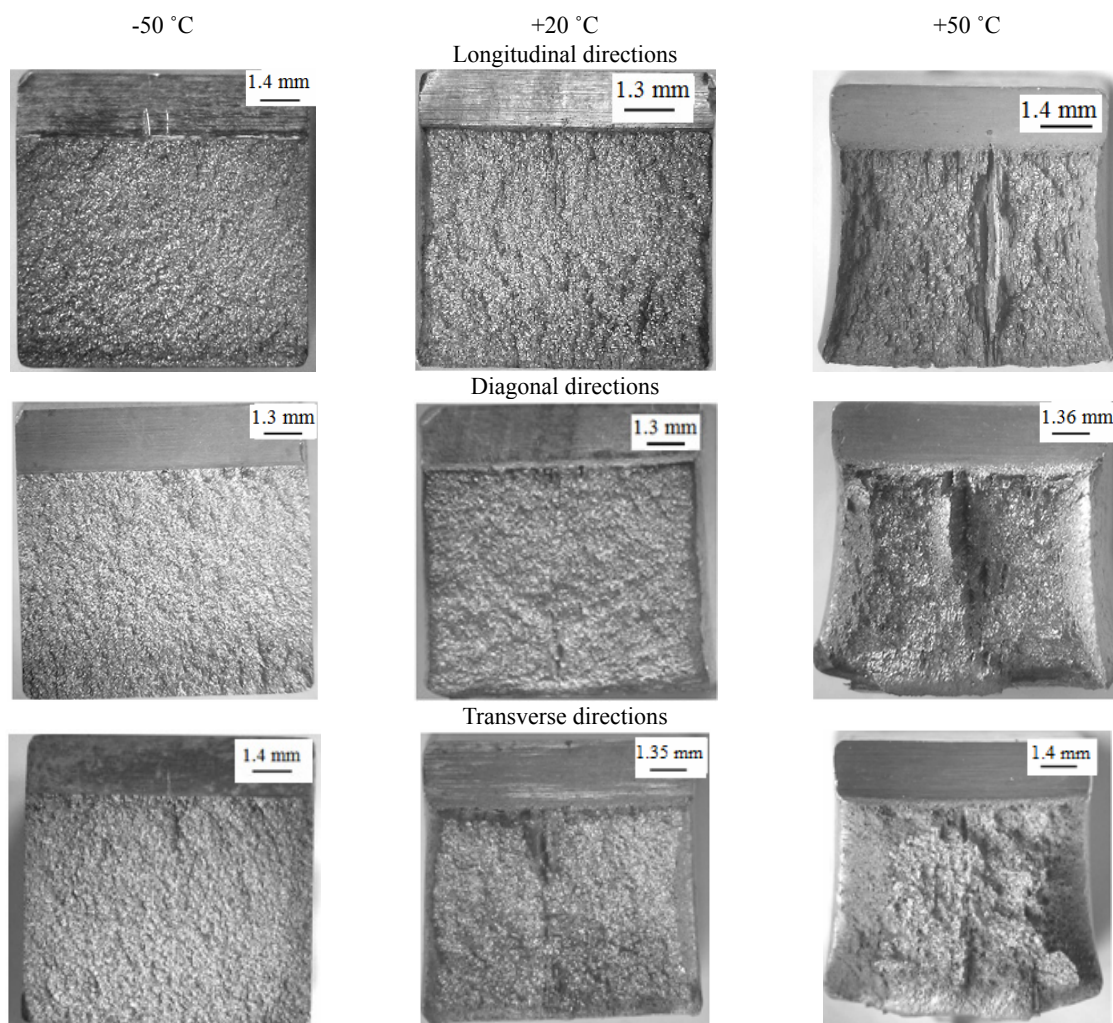 -50 ˚C +20 ˚C +50 ˚C
Longitudinal directions
1.4 mm 1.3 mm 1.4 mm
Diagonal directions
1.3 mm 1.3 mm 1.36 mm
Transverse directions
1.4 mm 1.35 mm 1.4 mm